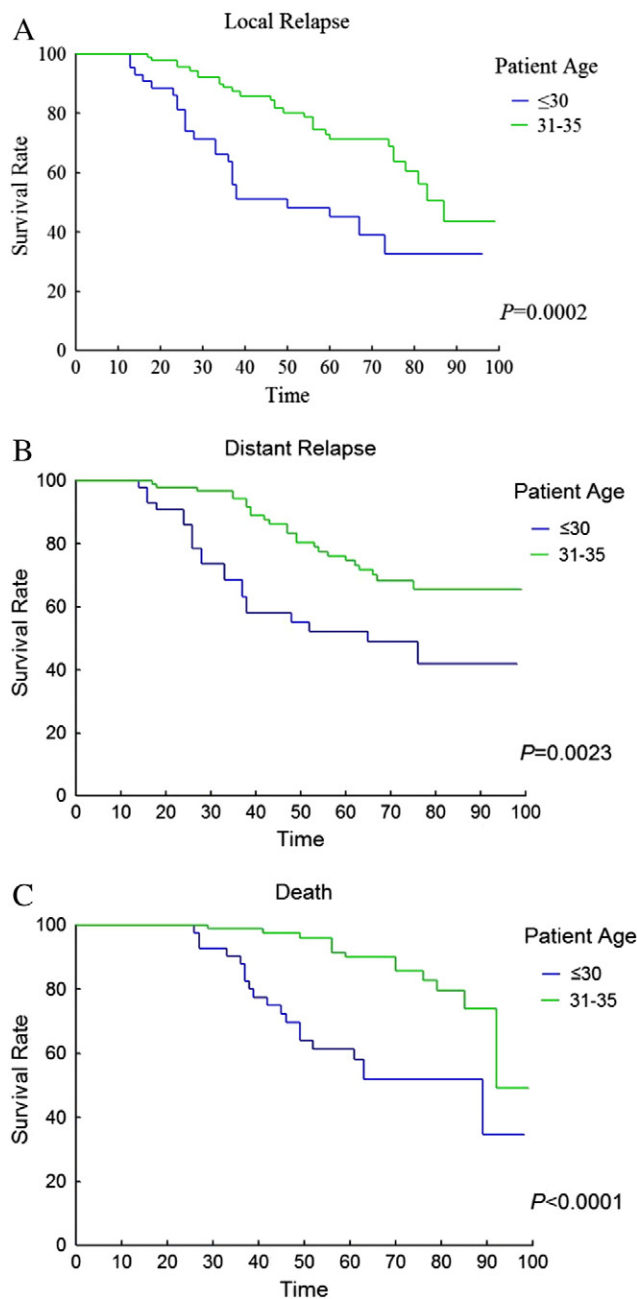 A
Local Relapse
Patient Age
≤30
31-35
100
80
60
40
20
0
Survival Rate
P=0.0002
0 10 20 30 40 50 60 70 80 90 100
Time
B
Distant Relapse
Patient Age
≤30
31-35
100
80
60
40
20
0
Survival Rate
P=0.0023
0 10 20 30 40 50 60 70 80 90 100
Time
C
Death
Patient Age
≤30
31-35
100
80
60
40
20
0
Survival Rate
P<0.0001
0 10 20 30 40 50 60 70 80 90 100
Time